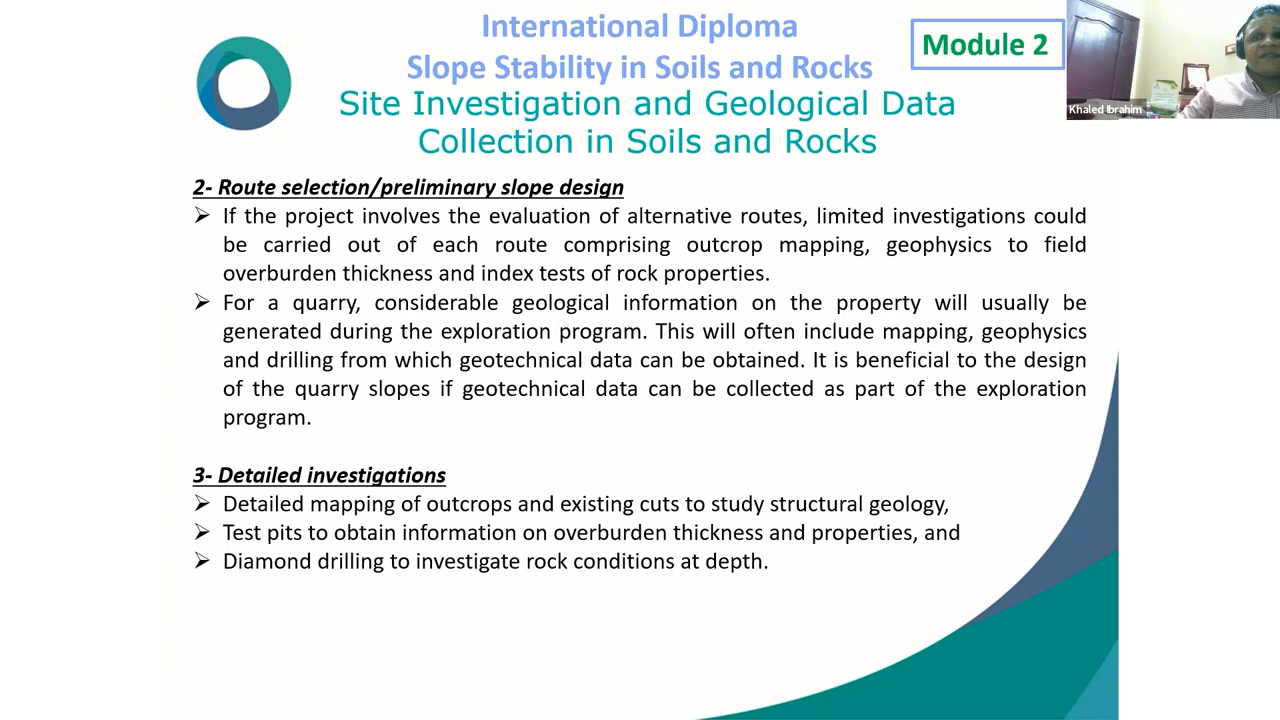 International Diploma
Slope Stability in Soils and Rocks
Module 2
Khaled Ibrahim
Site Investigation and Geological Data
Collection in Soils and Rocks
2- Route selection/preliminary slope design
➢ If the project involves the evaluation of alternative routes, limited investigations could
be carried out of each route comprising outcrop mapping, geophysics to field
overburden thickness and index tests of rock properties.
➢ For a quarry, considerable geological information on the property will usually be
generated during the exploration program. This will often include mapping, geophysics
and drilling from which geotechnical data can be obtained. It is beneficial to the design
of the quarry slopes if geotechnical data can be collected as part of the exploration
program.
3- Detailed investigations
➢ Detailed mapping of outcrops and existing cuts to study structural geology,
➢ Test pits to obtain information on overburden thickness and properties, and
➢ Diamond drilling to investigate rock conditions at depth.